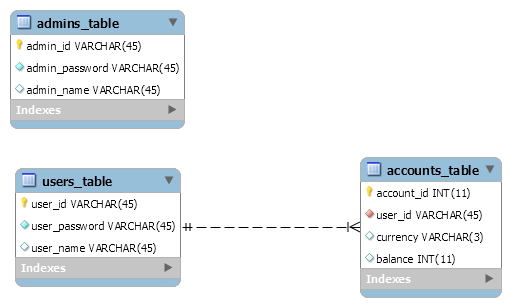 admins_table
admin_id VARCHAR(45)
admin_password VARCHAR(45)
admin_name VARCHAR(45)
Indexes
users_table
user_id VARCHAR(45)
user_password VARCHAR(45)
user_name VARCHAR(45)
Indexes
accounts_table
account_id INT(11)
user_id VARCHAR(45)
currency VARCHAR(3)
balance INT(11)
Indexes